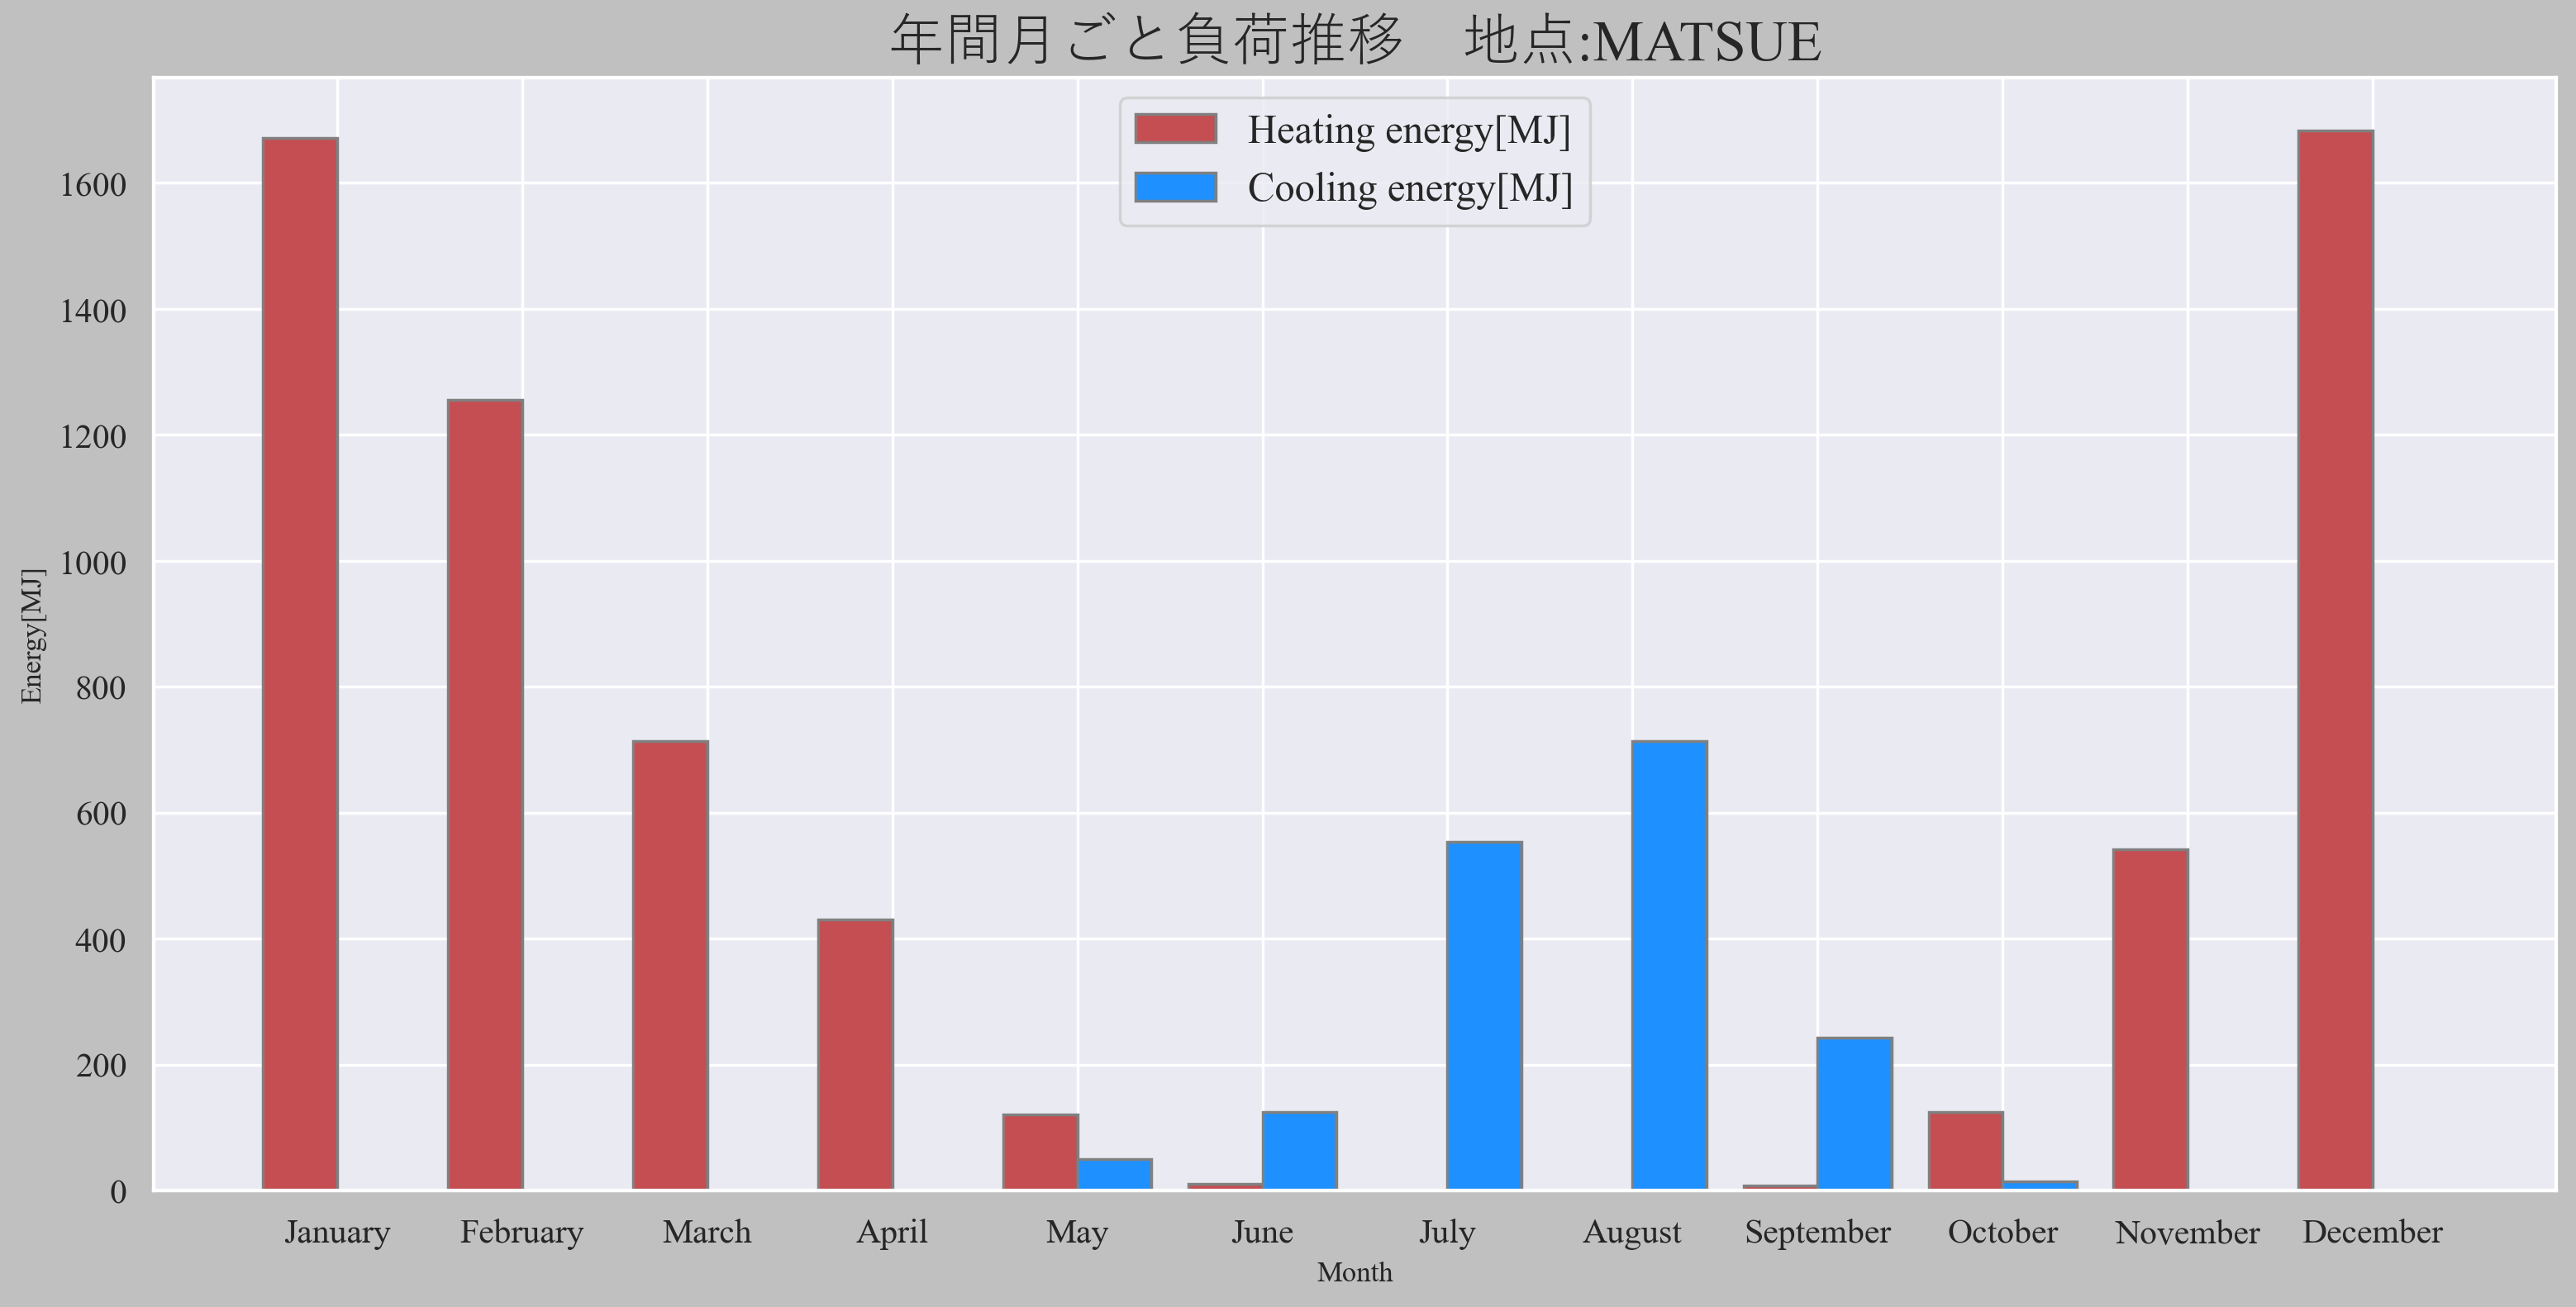 年間月ごと負荷推移　地点:MATSUE
Heating energy[MJ]
Cooling energy[MJ]
1600
1400
1200
1000
800
600
400
200
0
Energy[MJ]
January February March April May June July August September October November December
Month